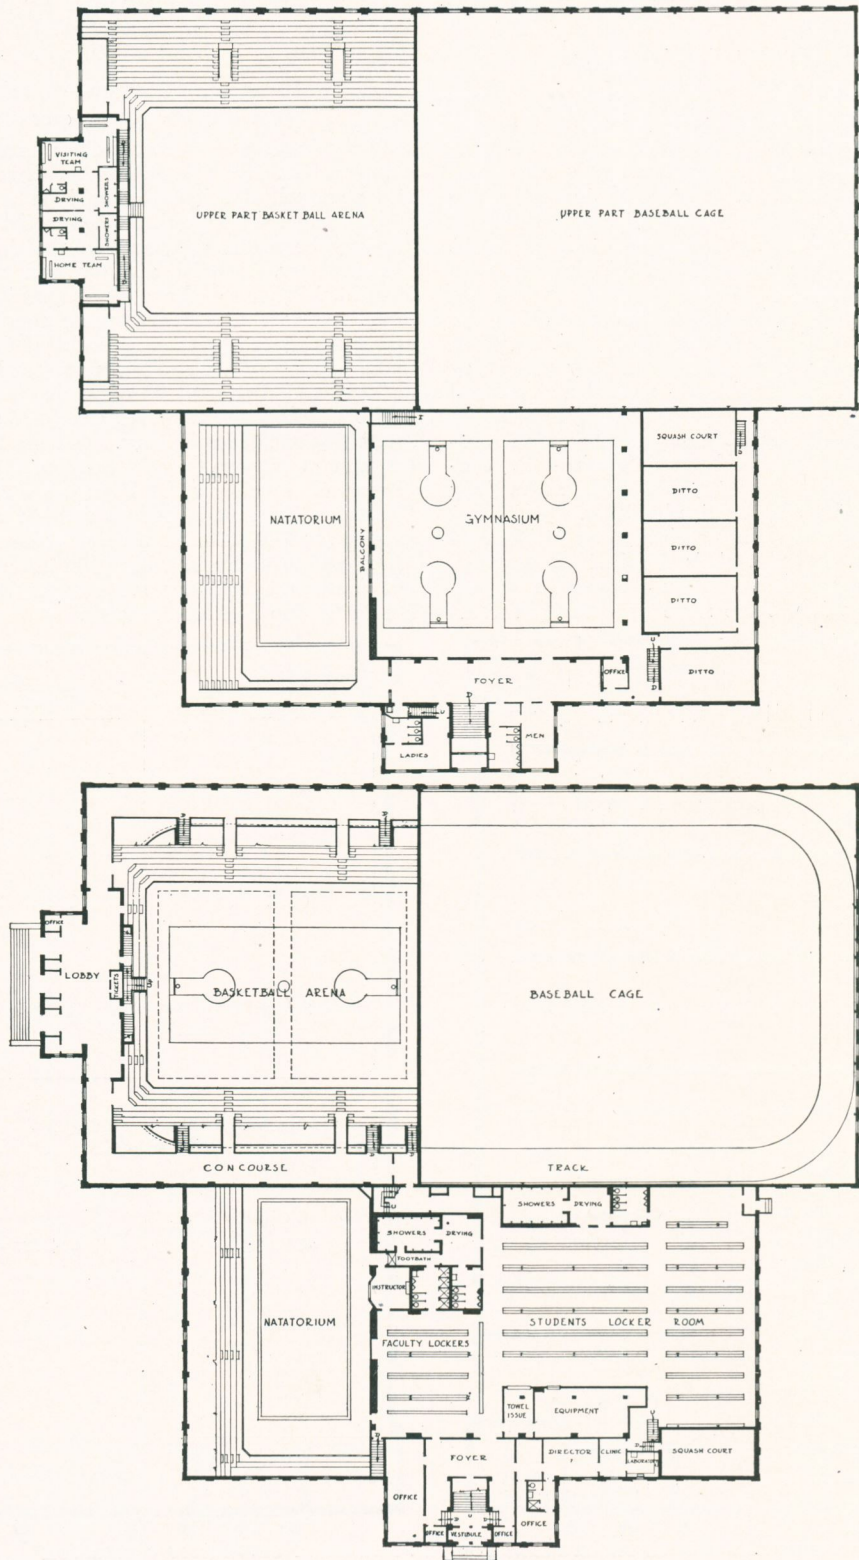 VISITING
TEAM
DRYING
SHOWERS
DRYING
SHOWERS
HOME TEAM
UPPER PART BASKET BALL ARENA
UPPER PART BASEBALL CAGE
NATATORIUM
BALCONY
GYMNASIUM
SQUASH COURT
DITTO
DITTO
DITTO
DITTO
FOYER
OFFICE
U
D
D
U
LADIES
MEN
OFFICE
LOBBY
TICKETS
UP
BASKETBALL ARENA
BASEBALL CAGE
CONCOURSE
TRACK
SHOWERS
DRYING
SHOWERS
DRYING
FOOTBATH
INSTRUCTOR
NATATORIUM
FACULTY LOCKERS
STUDENTS LOCKER ROOM
TOWEL
ISSUE
EQUIPMENT
FOYER
DIRECTOR
CLINIC
LABORATORY
SQUASH COURT
OFFICE
OFFICE
VESTIBULE
OFFICE
OFFICE